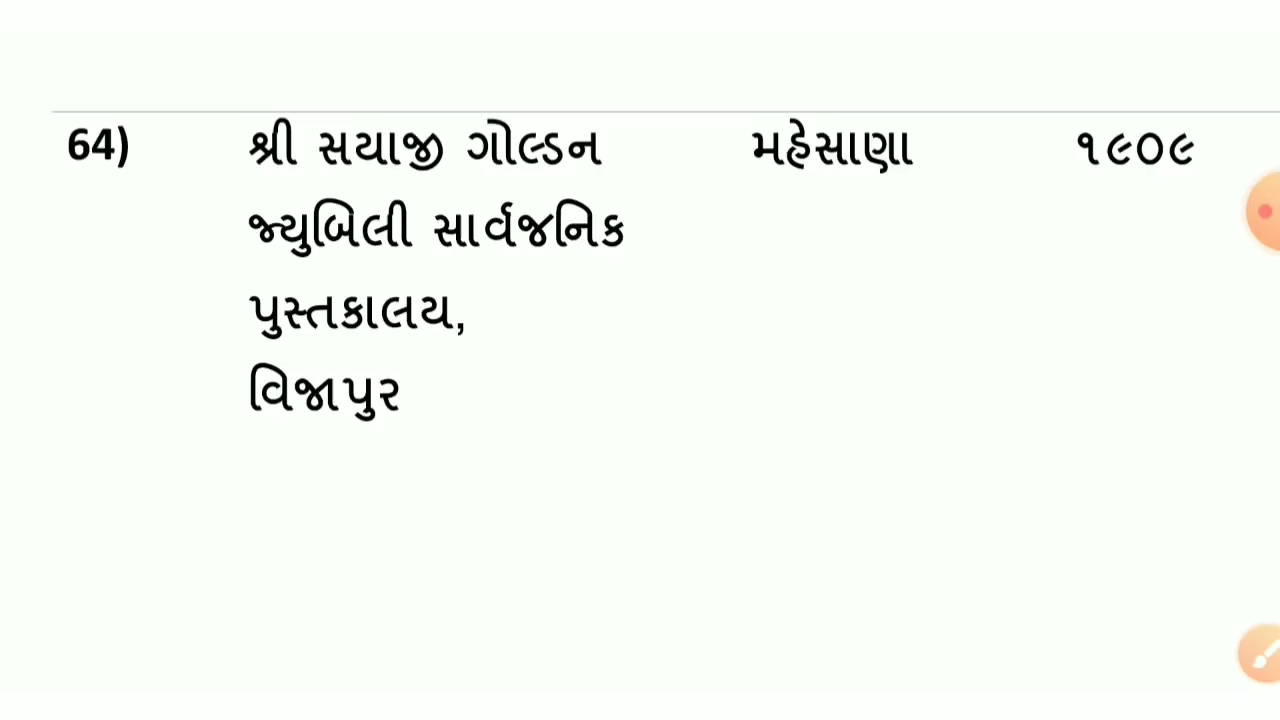 64) શ્રી સયાજી ગોલ્ડન મહેસાણા ૧૯૦૯
જ્યુબિલી સાર્વજનિક
પુસ્તકાલય,
વિજાપુર